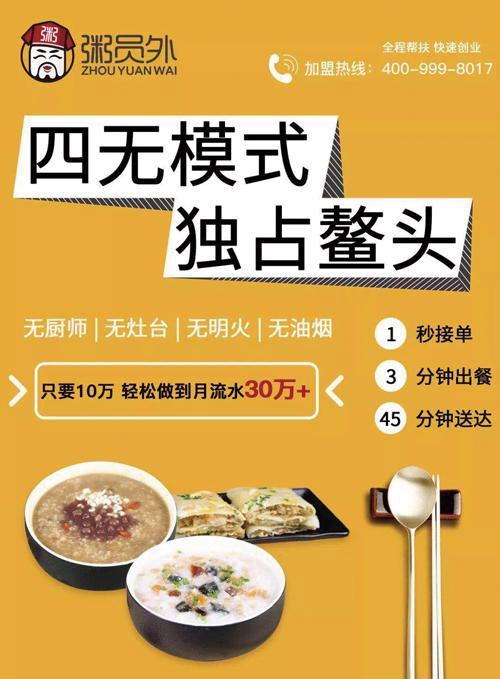 粥
粥员外
ZHOU YUAN WAI
全程帮扶 快速创业
加盟热线：400-999-8017
四无模式
独占鳌头
无厨师 | 无灶台 | 无明火 | 无油烟
只要10万 轻松做到月流水30万+
1 秒接单
3 分钟出餐
45 分钟送达